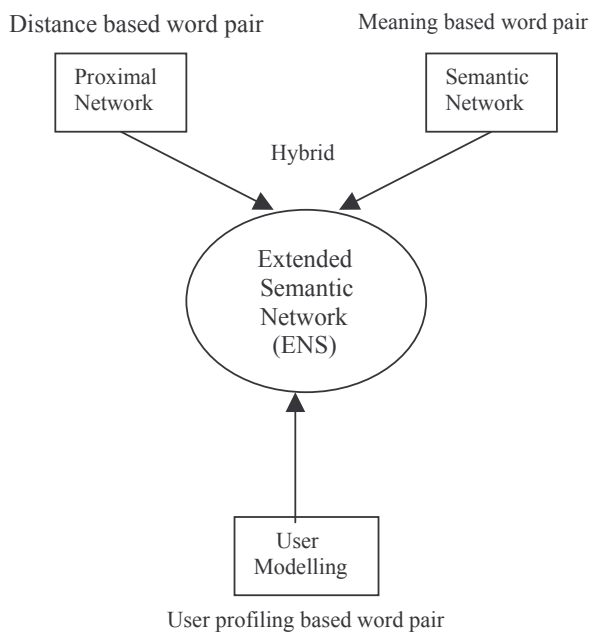 Distance based word pair
Meaning based word pair
Proximal
Network
Semantic
Network
Hybrid
Extended
Semantic
Network
(ENS)
User
Modelling
User profiling based word pair